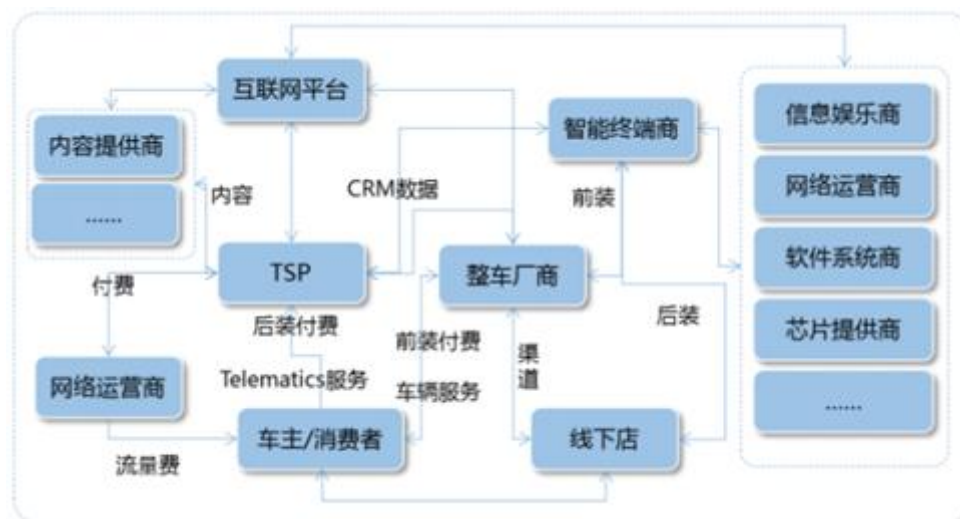 互联网平台
信息娱乐商
智能终端商
内容提供商
网络运营商
CRM数据
内容
前装
......
软件系统商
TSP
整车厂商
付费
后装付费
前装付费
渠道
后装
芯片提供商
网络运营商
Telematics服务
车辆服务
......
车主/消费者
线下店
流量费